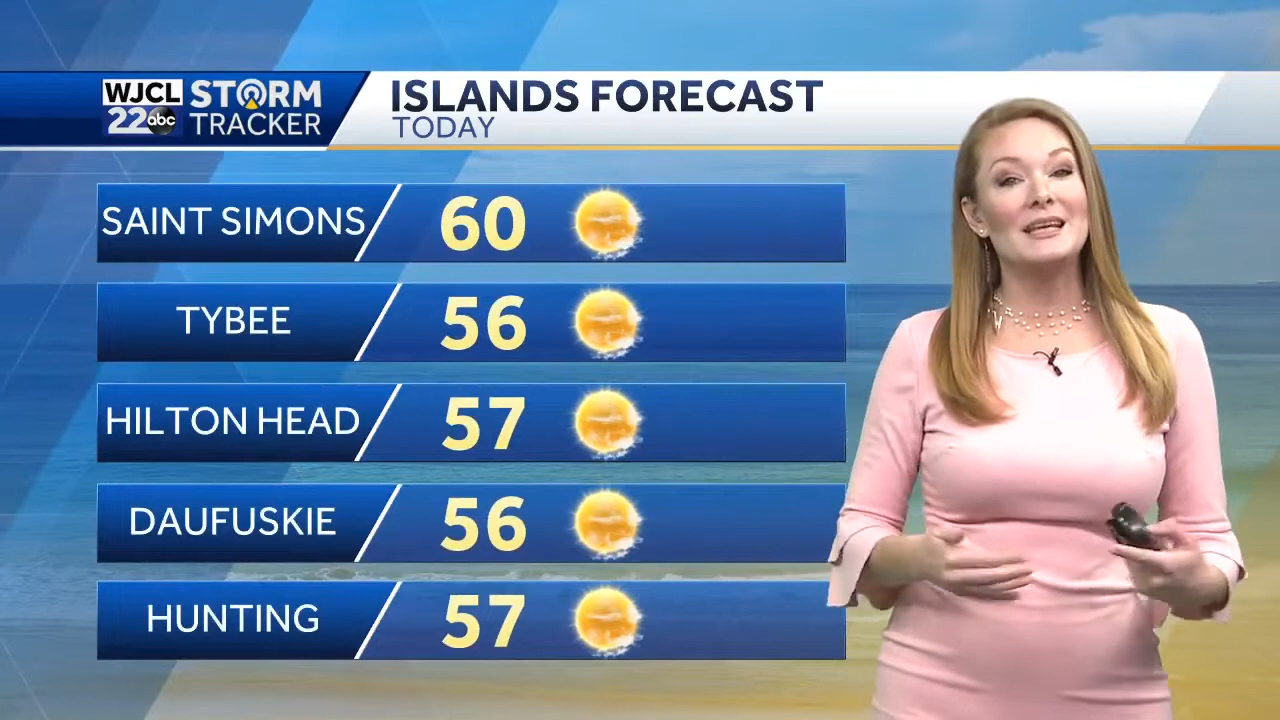 WJCL
22 abc
STORM
TRACKER
ISLANDS FORECAST
TODAY
SAINT SIMONS 60
TYBEE 56
HILTON HEAD 57
DAUFUSKIE 56
HUNTING 57